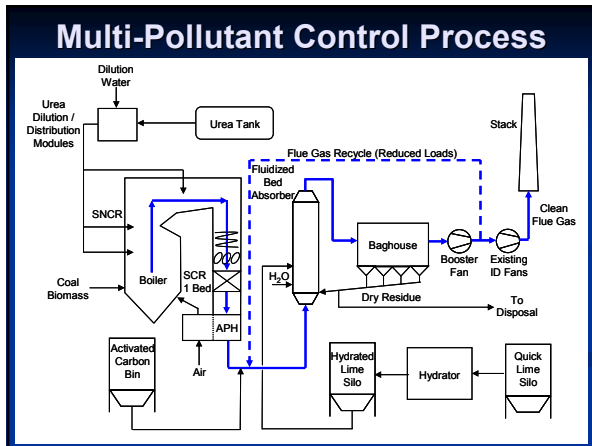 Multi-Pollutant Control Process
Dilution
Water
Urea
Dilution /
Distribution
Modules
Urea Tank
Stack
Flue Gas Recycle (Reduced Loads)
Fluidized
Bed
Absorber
SNCR
Clean
Flue Gas
Baghouse
Booster
Fan
Existing
ID Fans
Coal
Biomass
Boiler
SCR
1 Bed
H2O
Dry Residue
To
Disposal
APH
Air
Activated
Carbon
Bin
Hydrated
Lime
Silo
Hydrator
Quick
Lime
Silo